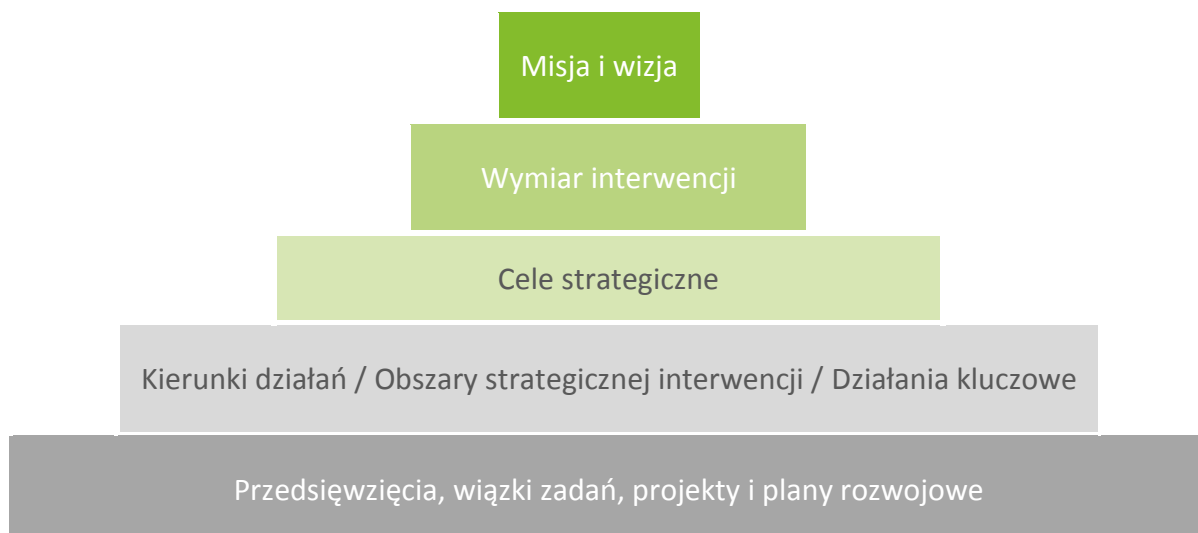 Misja i wizja
Wymiar interwencji
Cele strategiczne
Kierunki działań / Obszary strategicznej interwencji / Działania kluczowe
Przedsięwzięcia, wiązki zadań, projekty i plany rozwojowe